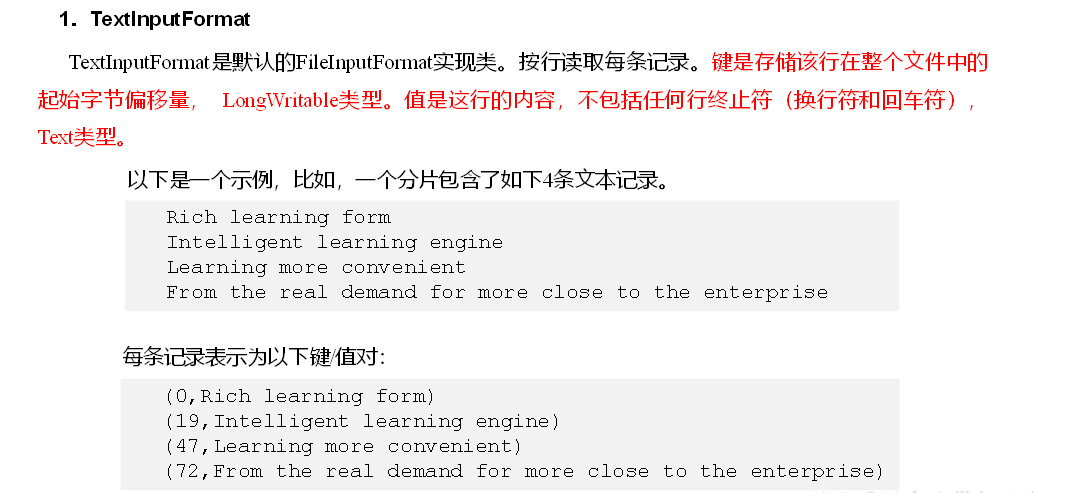 1. TextInputFormat
TextInputFormat是默认的FileInputFormat实现类。按行读取每条记录。键是存储该行在整个文件中的
起始字节偏移量， LongWritable类型。值是这行的内容，不包括任何行终止符（换行符和回车符），
Text类型。
以下是一个示例，比如，一个分片包含了如下4条文本记录。
Rich learning form
Intelligent learning engine
Learning more convenient
From the real demand for more close to the enterprise
每条记录表示为以下键/值对：
(0,Rich learning form)
(19,Intelligent learning engine)
(47,Learning more convenient)
(72,From the real demand for more close to the enterprise)